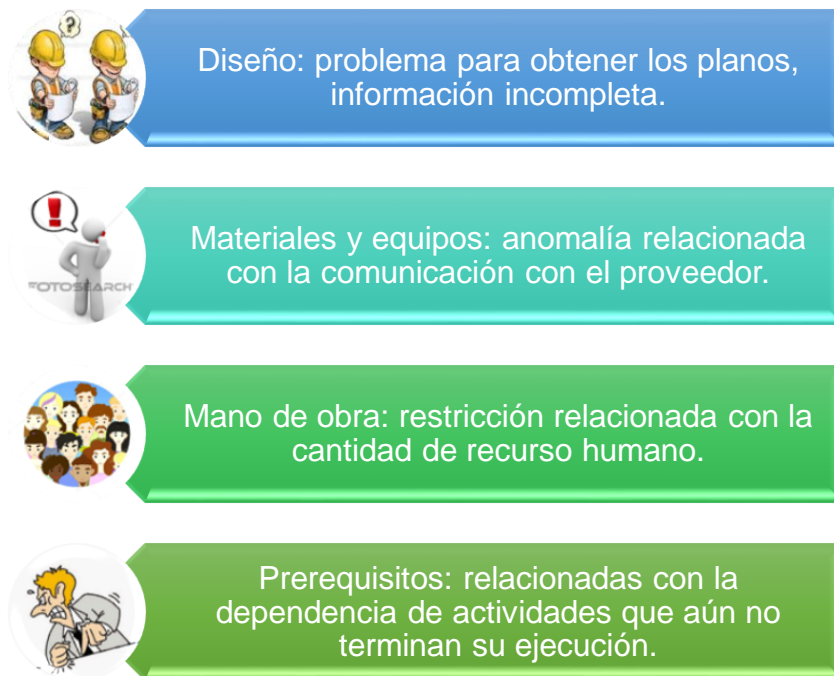 ?
Diseño: problema para obtener los planos,
información incompleta.
!
Materiales y equipos: anomalía relacionada
con la comunicación con el proveedor.
FOTOSEARCH
Mano de obra: restricción relacionada con la
cantidad de recurso humano.
Prerequisitos: relacionadas con la
dependencia de actividades que aún no
terminan su ejecución.